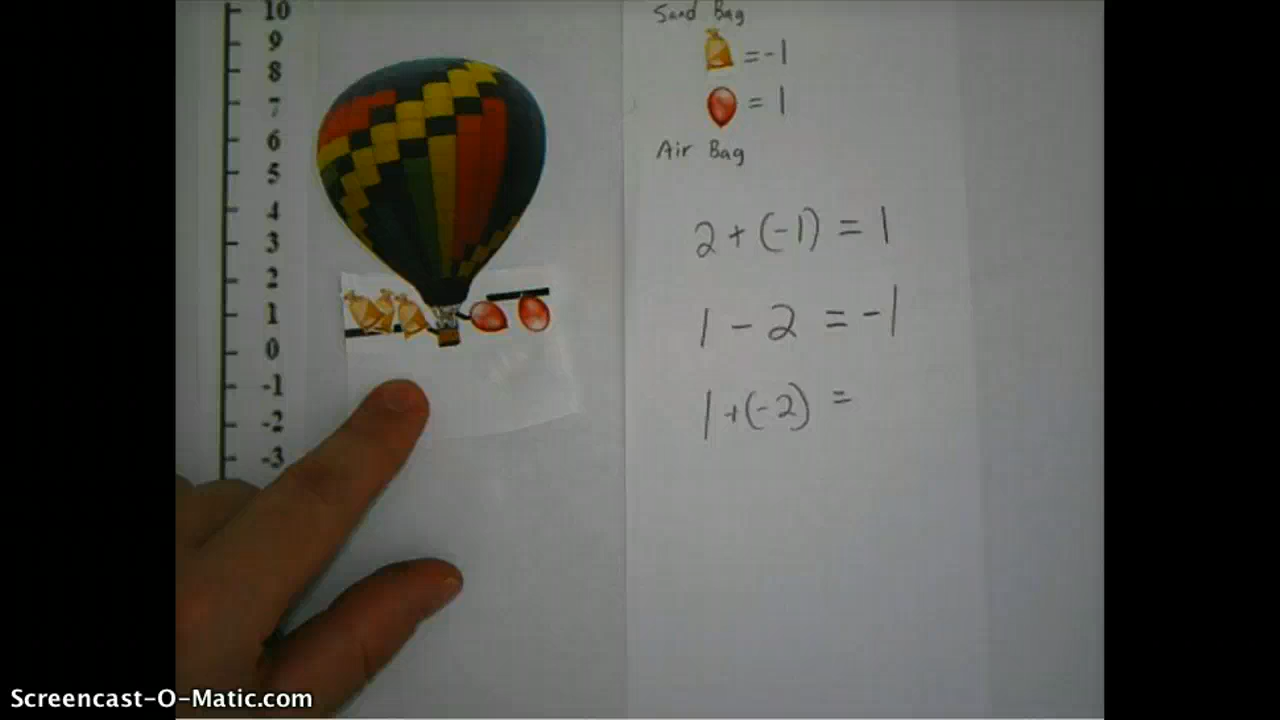 10
9
8
7
6
5
4
3
2
1
0
-1
-2
-3
Sand Bag
= -1
= 1
Air Bag
2 + (-1) = 1
1 - 2 = -1
1 + (-2) =
Screencast-O-Matic.com